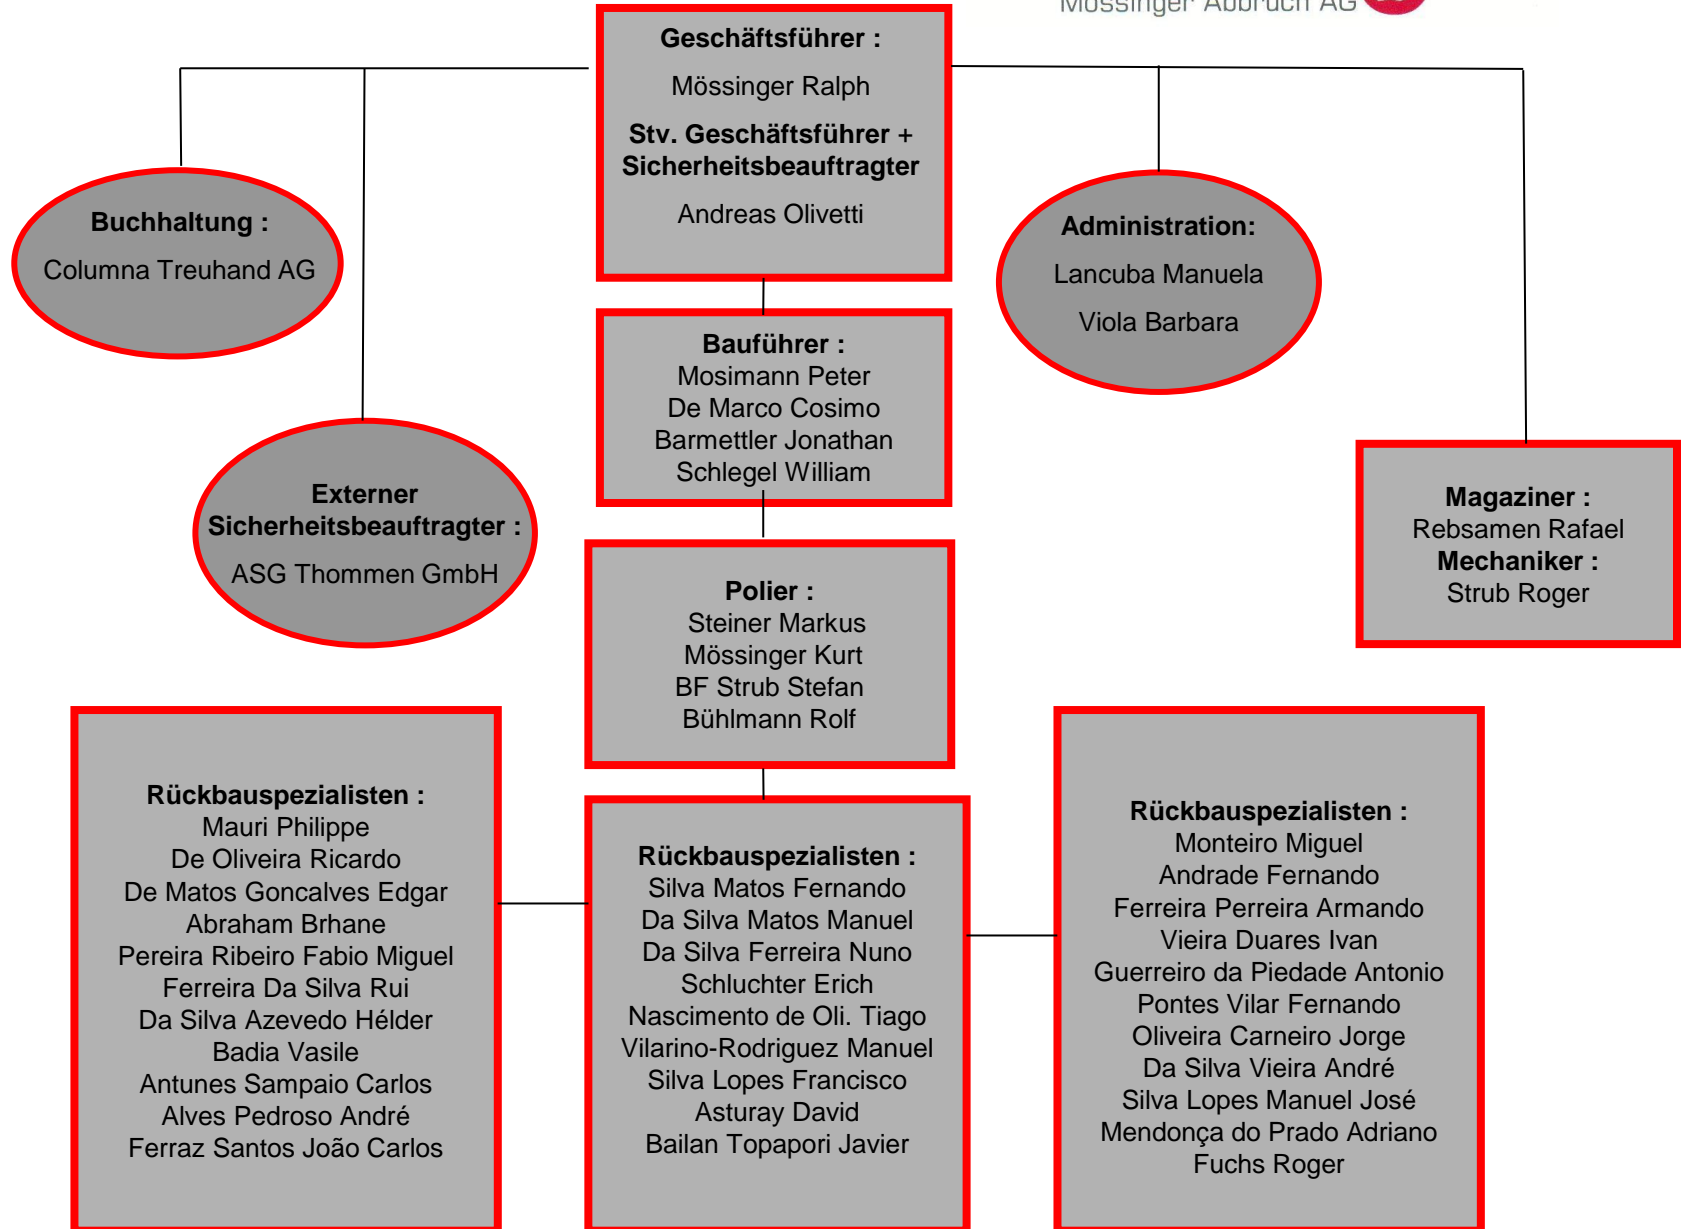 Mössinger Abbruch AG
Geschäftsführer :
Mössinger Ralph
Stv. Geschäftsführer +
Sicherheitsbeauftragter
Andreas Olivetti
Buchhaltung :
Columna Treuhand AG
Administration:
Lancuba Manuela
Viola Barbara
Bauführer :
Mosimann Peter
De Marco Cosimo
Barmettler Jonathan
Schlegel William
Externer
Sicherheitsbeauftragter :
ASG Thommen GmbH
Magaziner :
Rebsamen Rafael
Mechaniker :
Strub Roger
Polier :
Steiner Markus
Mössinger Kurt
BF Strub Stefan
Bühlmann Rolf
Rückbauspezialisten :
Mauri Philippe
De Oliveira Ricardo
De Matos Goncalves Edgar
Abraham Brhane
Pereira Ribeiro Fabio Miguel
Ferreira Da Silva Rui
Da Silva Azevedo Hélder
Badia Vasile
Antunes Sampaio Carlos
Alves Pedroso André
Ferraz Santos João Carlos
Rückbauspezialisten :
Silva Matos Fernando
Da Silva Matos Manuel
Da Silva Ferreira Nuno
Schluchter Erich
Nascimento de Oli. Tiago
Vilarino-Rodriguez Manuel
Silva Lopes Francisco
Asturay David
Bailan Topapori Javier
Rückbauspezialisten :
Monteiro Miguel
Andrade Fernando
Ferreira Perreira Armando
Vieira Duares Ivan
Guerreiro da Piedade Antonio
Pontes Vilar Fernando
Oliveira Carneiro Jorge
Da Silva Vieira André
Silva Lopes Manuel José
Mendonça do Prado Adriano
Fuchs Roger